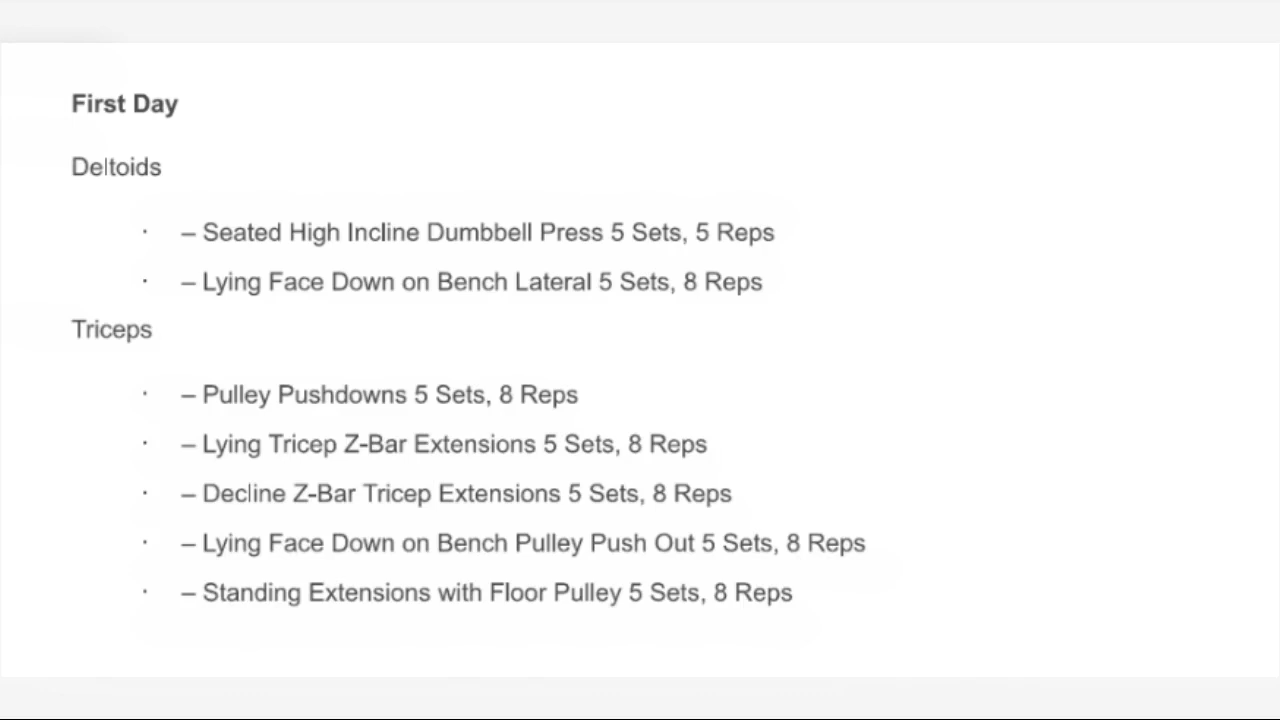 First Day
Deltoids
· – Seated High Incline Dumbbell Press 5 Sets, 5 Reps
· – Lying Face Down on Bench Lateral 5 Sets, 8 Reps
Triceps
· – Pulley Pushdowns 5 Sets, 8 Reps
· – Lying Tricep Z-Bar Extensions 5 Sets, 8 Reps
· – Decline Z-Bar Tricep Extensions 5 Sets, 8 Reps
· – Lying Face Down on Bench Pulley Push Out 5 Sets, 8 Reps
· – Standing Extensions with Floor Pulley 5 Sets, 8 Reps